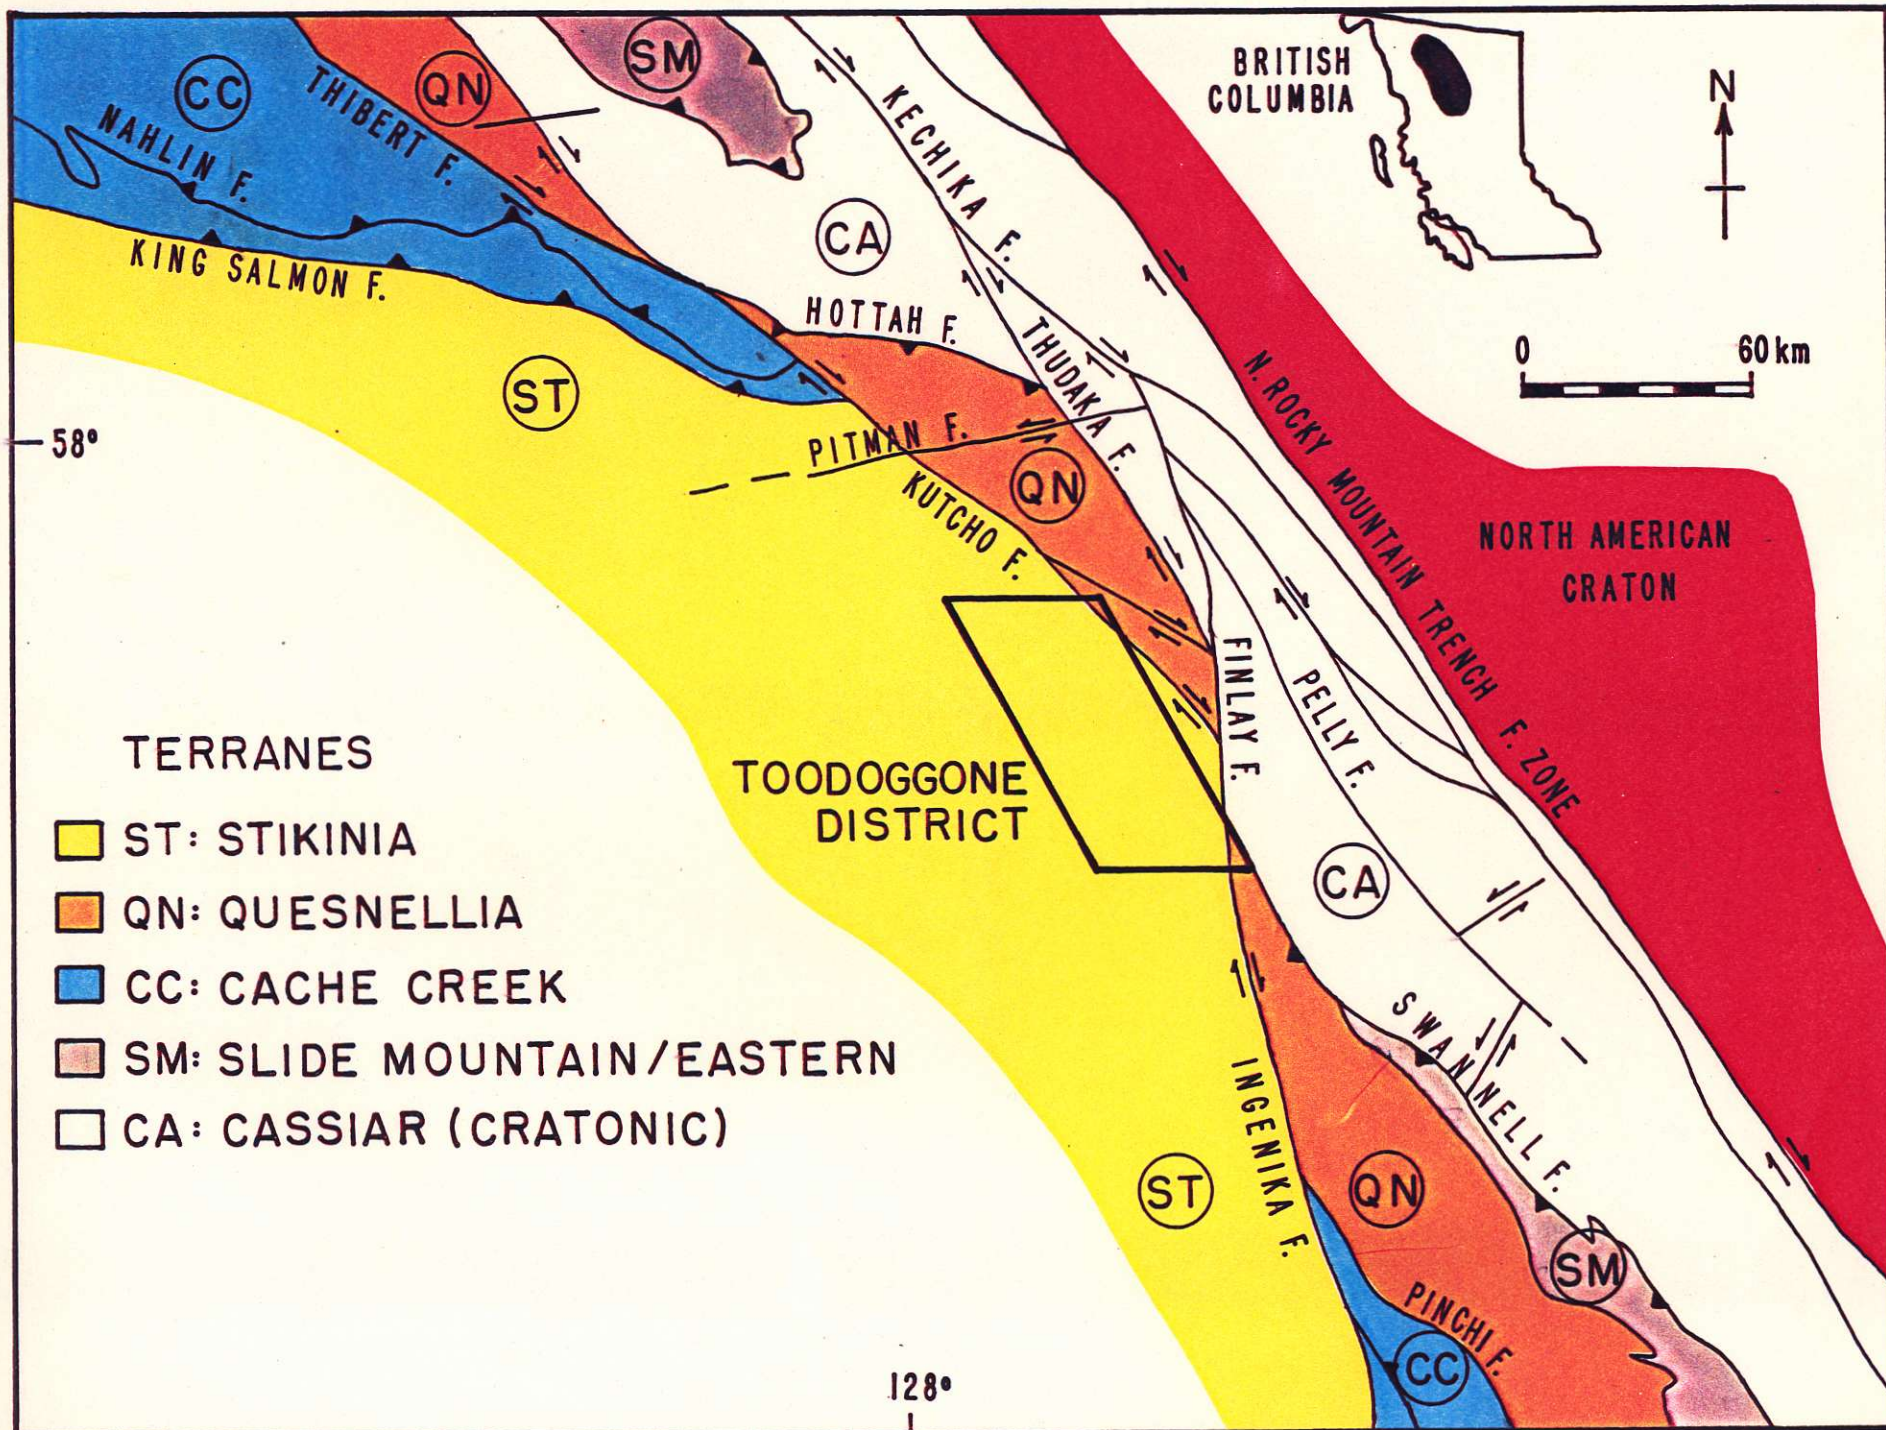 SM
QN
CC
THIBERT F.
NAHLIN F.
KECHIKA F.
BRITISH
COLUMBIA
N
CA
KING SALMON F.
HOTTAH F.
THUDAKA F.
0 60 km
ST
58°
PITMAN F.
QN
KUTCHO F.
N. ROCKY MOUNTAIN TRENCH F. ZONE
NORTH AMERICAN
CRATON
FINLAY F.
PELLY F.
TOODOGGONE
DISTRICT
TERRANES
ST: STIKINIA
QN: QUESNELLIA
CC: CACHE CREEK
SM: SLIDE MOUNTAIN/EASTERN
CA: CASSIAR (CRATONIC)
CA
SWANNELL F.
INGENIKA F.
ST
QN
SM
PINCHI F.
CC
128°